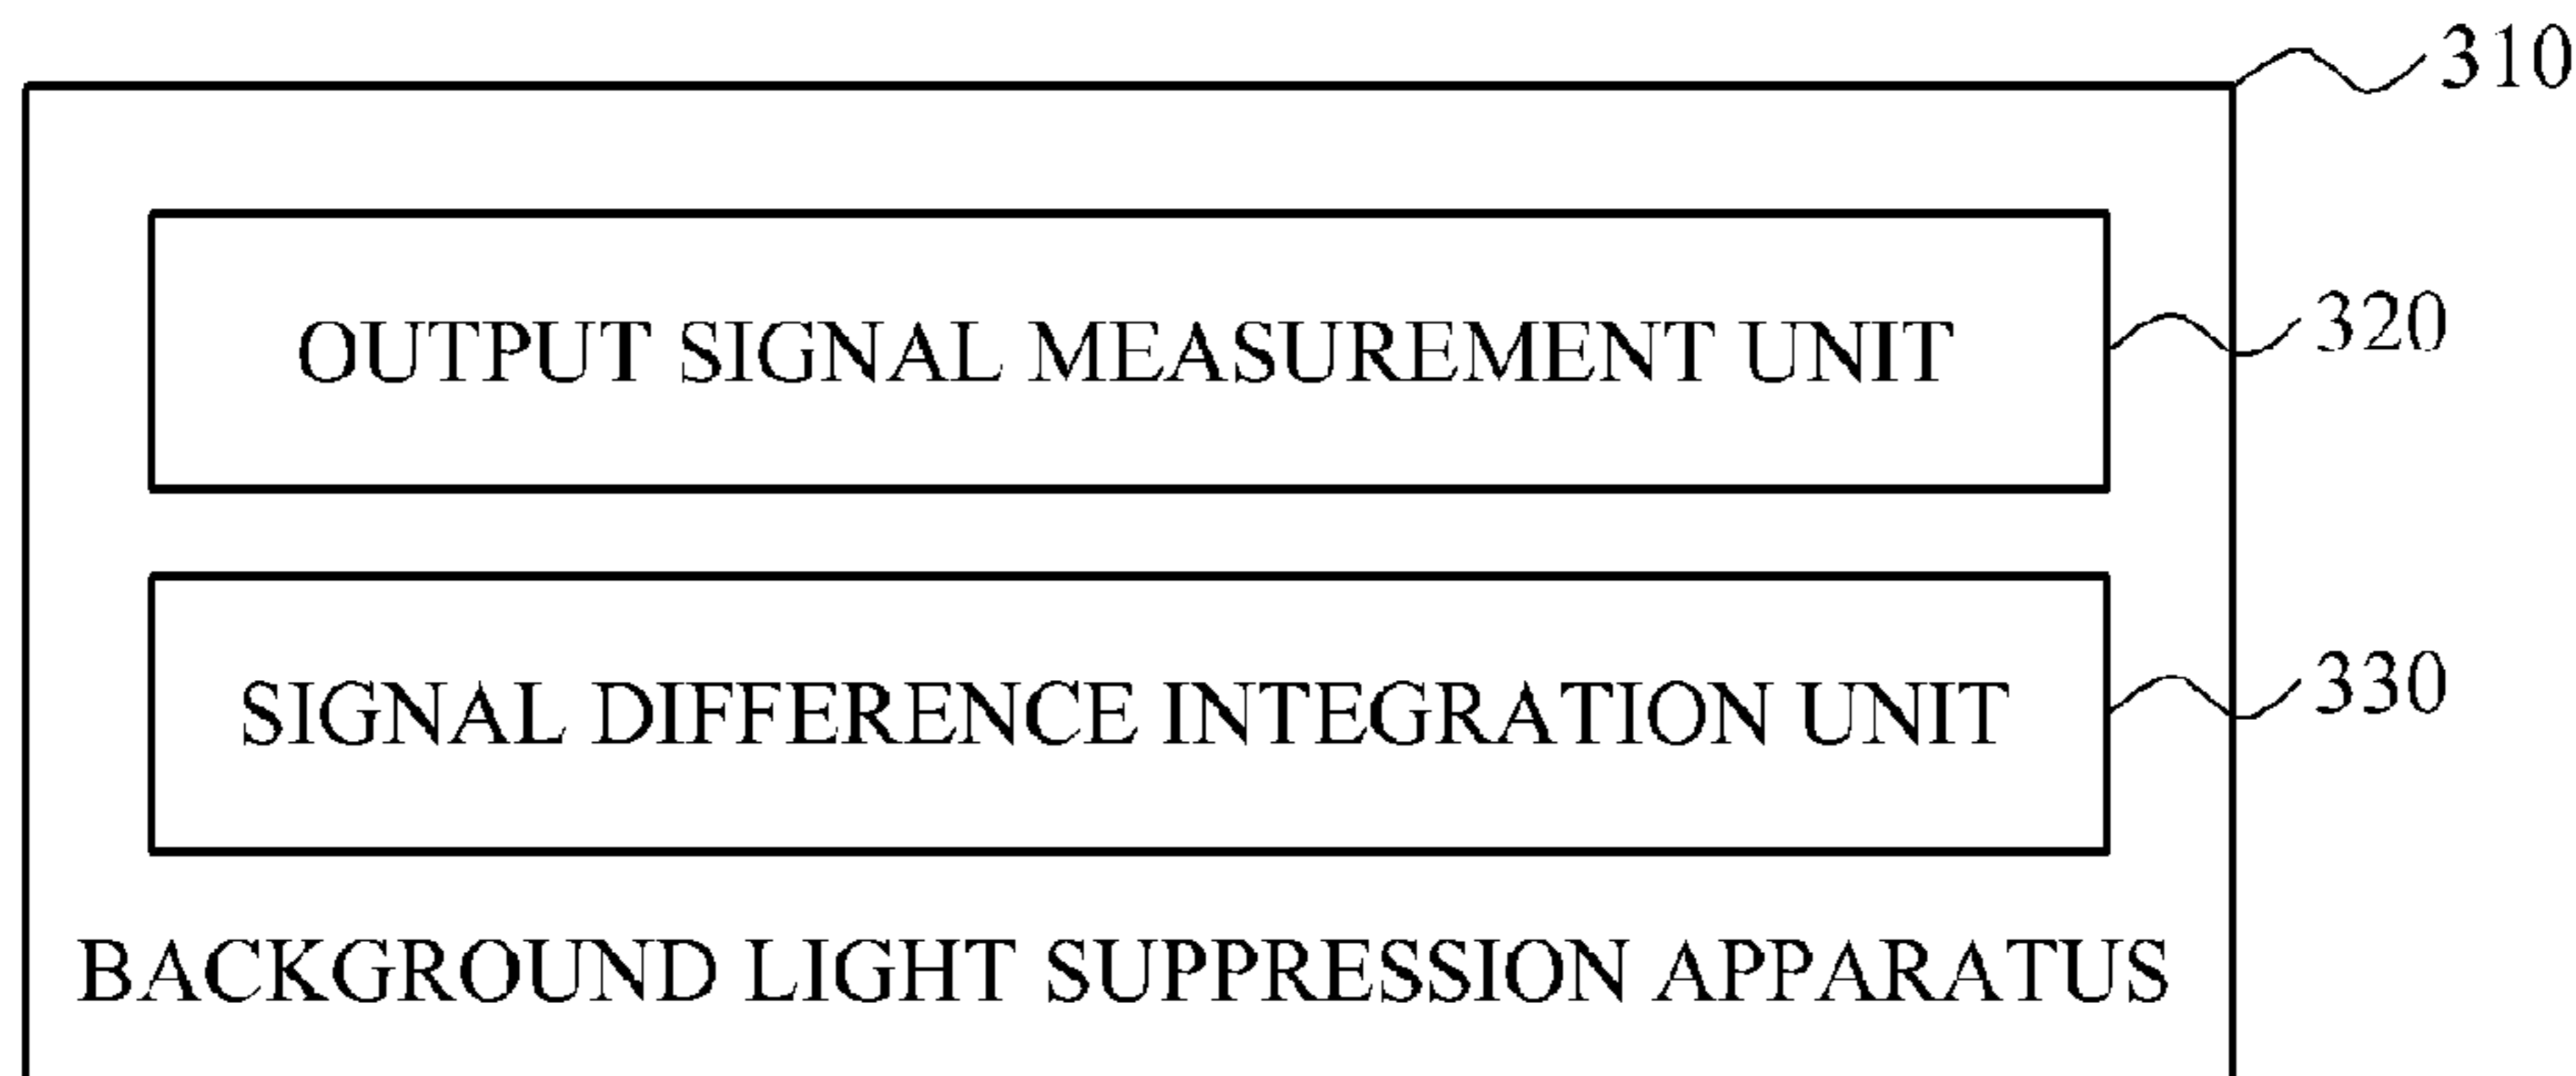 310
OUTPUT SIGNAL MEASUREMENT UNIT
320
SIGNAL DIFFERENCE INTEGRATION UNIT
330
BACKGROUND LIGHT SUPPRESSION APPARATUS